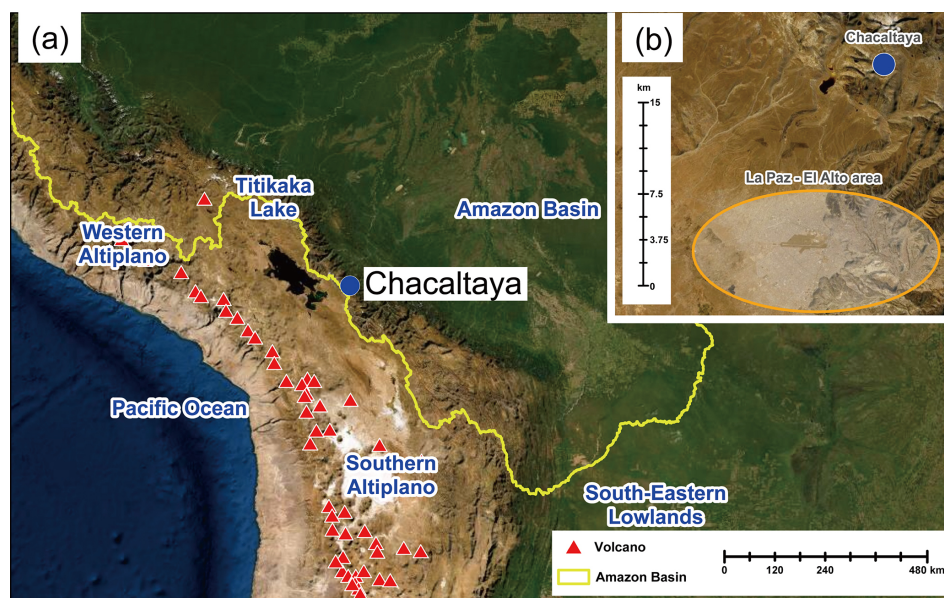 (a)
Titikaka
Lake
Amazon Basin
Western
Altiplano
Chacaltaya
Pacific Ocean
Southern
Altiplano
South-Eastern
Lowlands
Volcano
Amazon Basin
0 120 240 480 km
(b)
Chacaltaya
km
15
7.5
3.75
0
La Paz - El Alto area